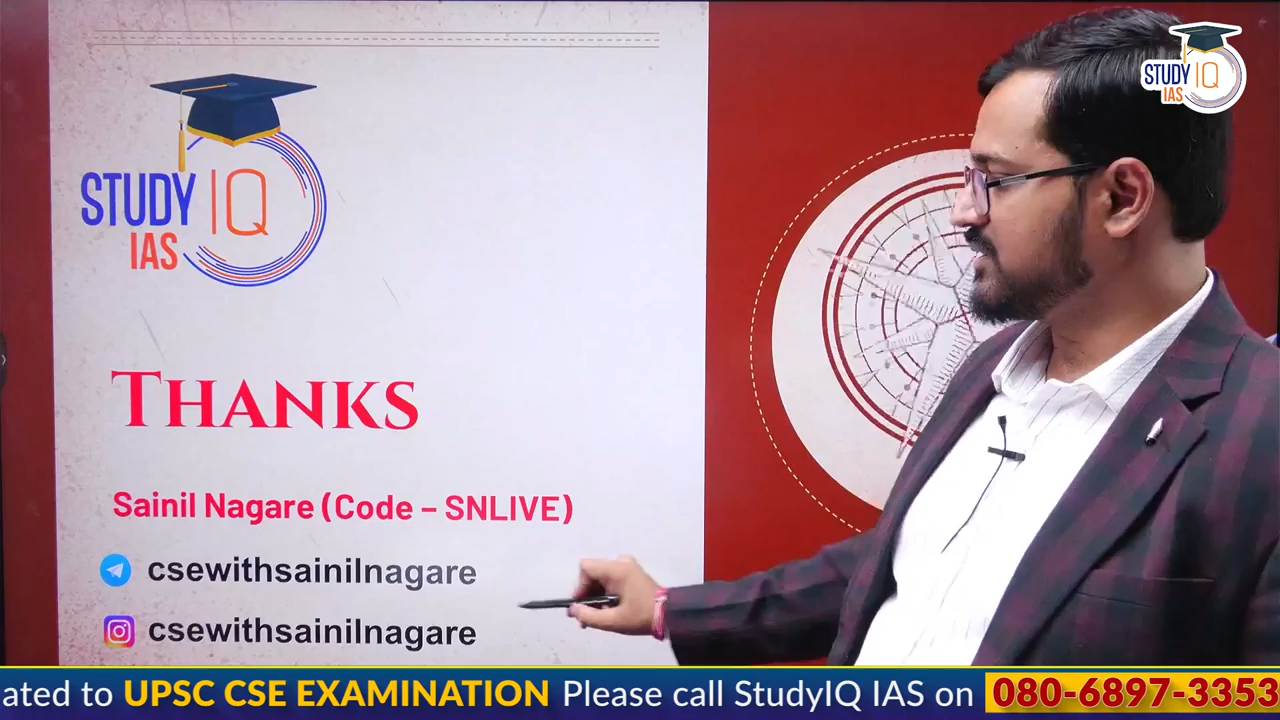 STUDY IQ
IAS
STUDY IQ
IAS
THANKS
Sainil Nagare (Code – SNLIVE)
csewithsainilnagare
csewithsainilnagare
ated to UPSC CSE EXAMINATION Please call StudyIQ IAS on 080-6897-3353